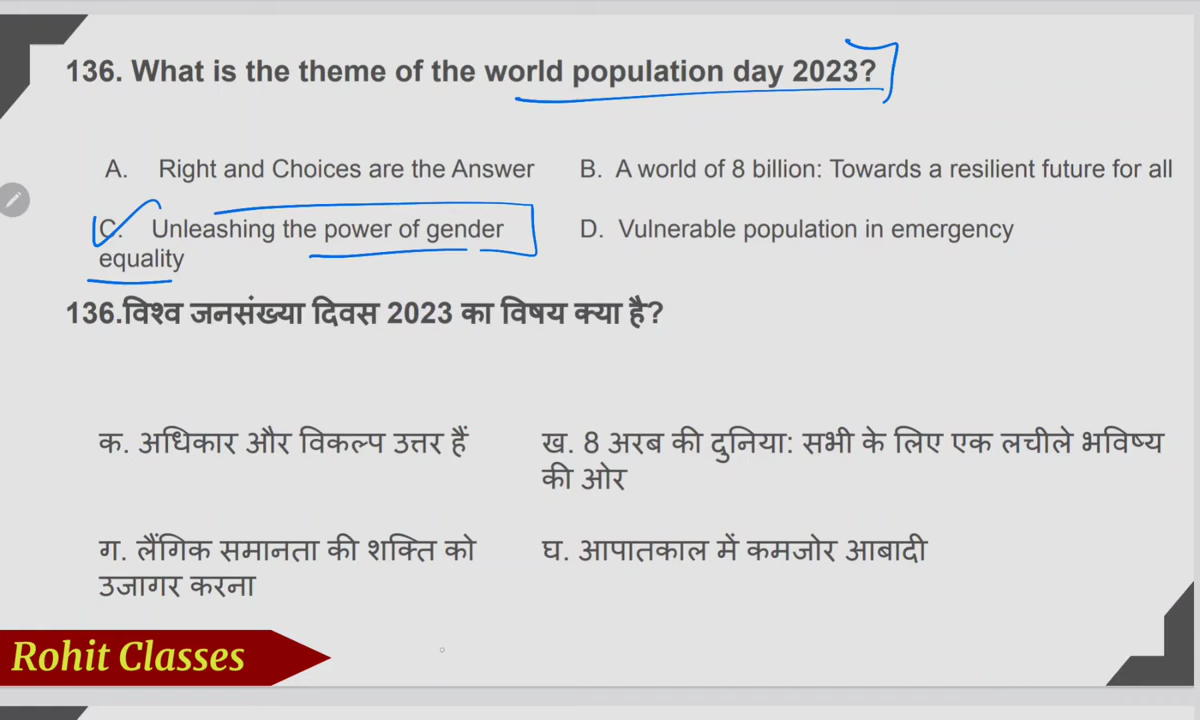 136. What is the theme of the world population day 2023?
A. Right and Choices are the Answer
B. A world of 8 billion: Towards a resilient future for all
C. Unleashing the power of gender
equality
D. Vulnerable population in emergency
136.विश्व जनसंख्या दिवस 2023 का विषय क्या है?
क. अधिकार और विकल्प उत्तर हैं
ख. 8 अरब की दुनिया: सभी के लिए एक लचीले भविष्य
की ओर
ग. लैंगिक समानता की शक्ति को
उजागर करना
घ. आपातकाल में कमजोर आबादी
Rohit Classes